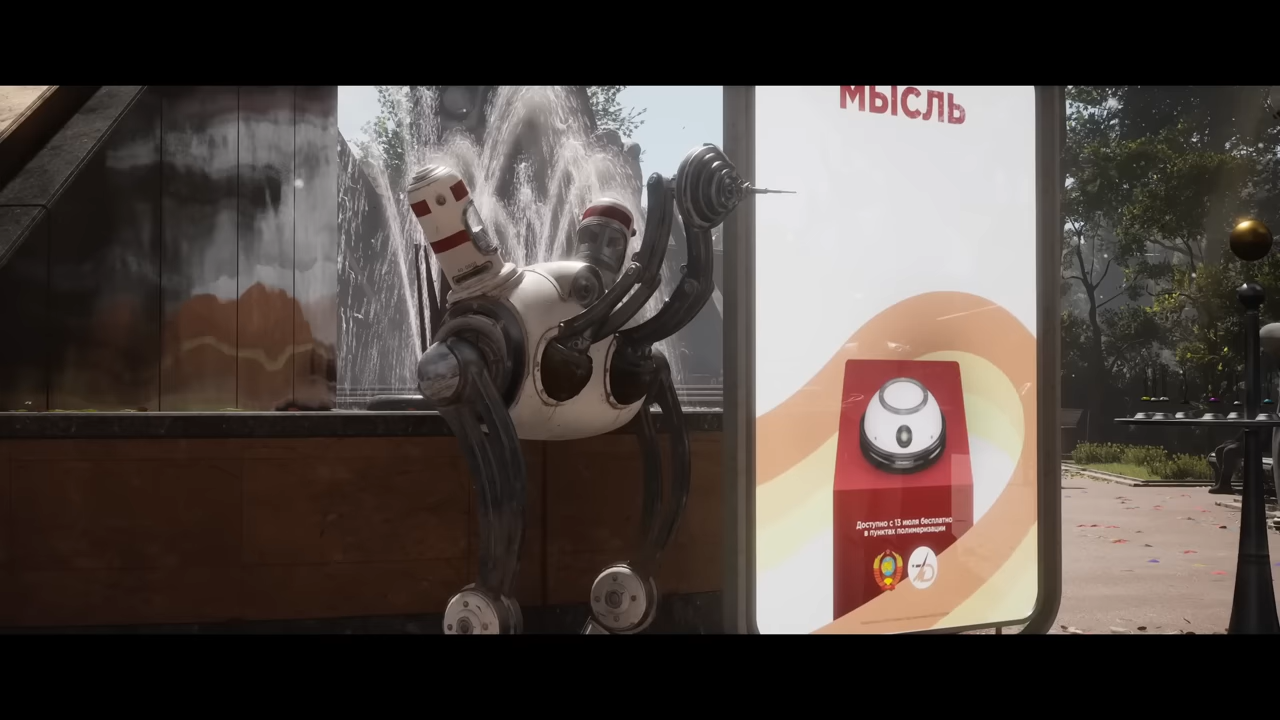 МЫСЛЬ
Доступно с 13 июля бесплатно
в пунктах полимеризации